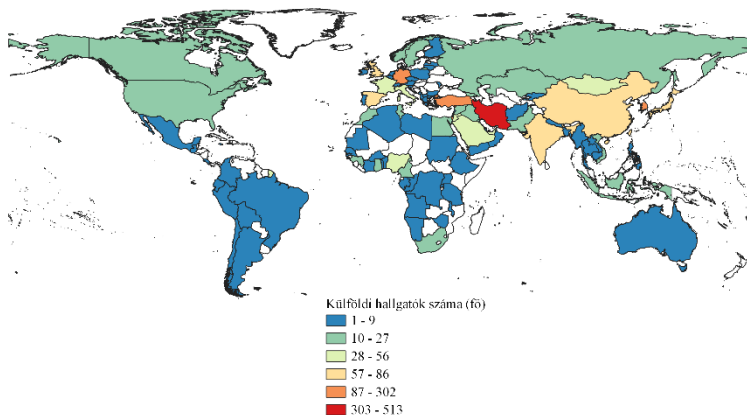 Külföldi hallgatók száma (fő)
1 - 9
10 - 27
28 - 56
57 - 86
87 - 302
303 - 513